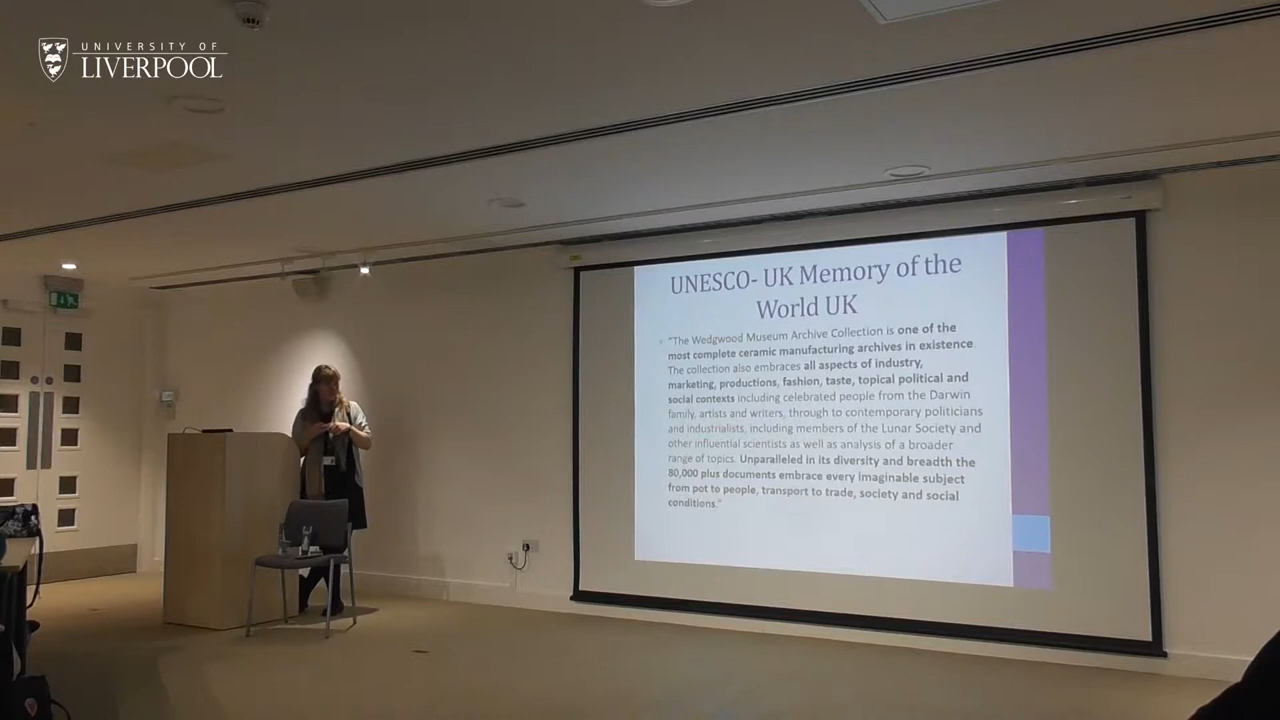 UNIVERSITY OF
LIVERPOOL
UNESCO- UK Memory of the
World UK
"The Wedgwood Museum Archive Collection is one of the
most complete ceramic manufacturing archives in existence.
The collection also embraces all aspects of industry,
marketing, productions, fashion, taste, topical political and
social contexts including celebrated people from the Darwin
family, artists and writers, through to contemporary politicians
and industrialists, including members of the Lunar Society and
other influential scientists as well as analysis of a broader
range of topics. Unparalleled in its diversity and breadth the
80,000 plus documents embrace every imaginable subject
from pot to people, transport to trade, society and social
conditions."